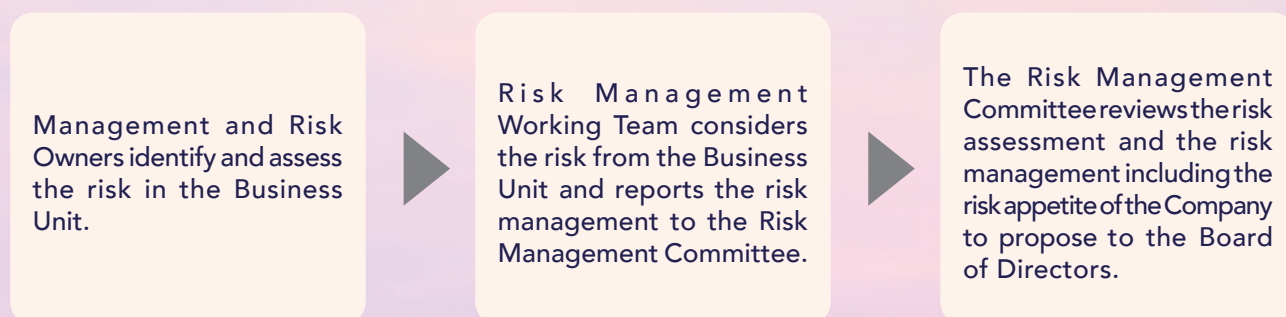 Management and Risk
Owners identify and assess
the risk in the Business
Unit.
Risk Management
Working Team considers
the risk from the Business
Unit and reports the risk
management to the Risk
Management Committee.
The Risk Management
Committee reviews the risk
assessment and the risk
management including the
risk appetite of the Company
to propose to the Board
of Directors.